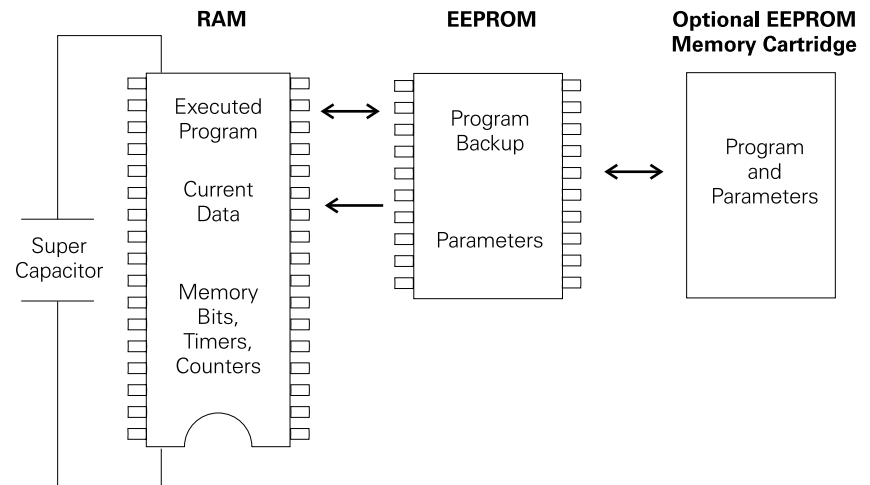 RAM
EEPROM
Optional EEPROM
Memory Cartridge
Executed
Program
Current
Data
Memory
Bits,
Timers,
Counters
Super
Capacitor
Program
Backup
Parameters
Program
and
Parameters